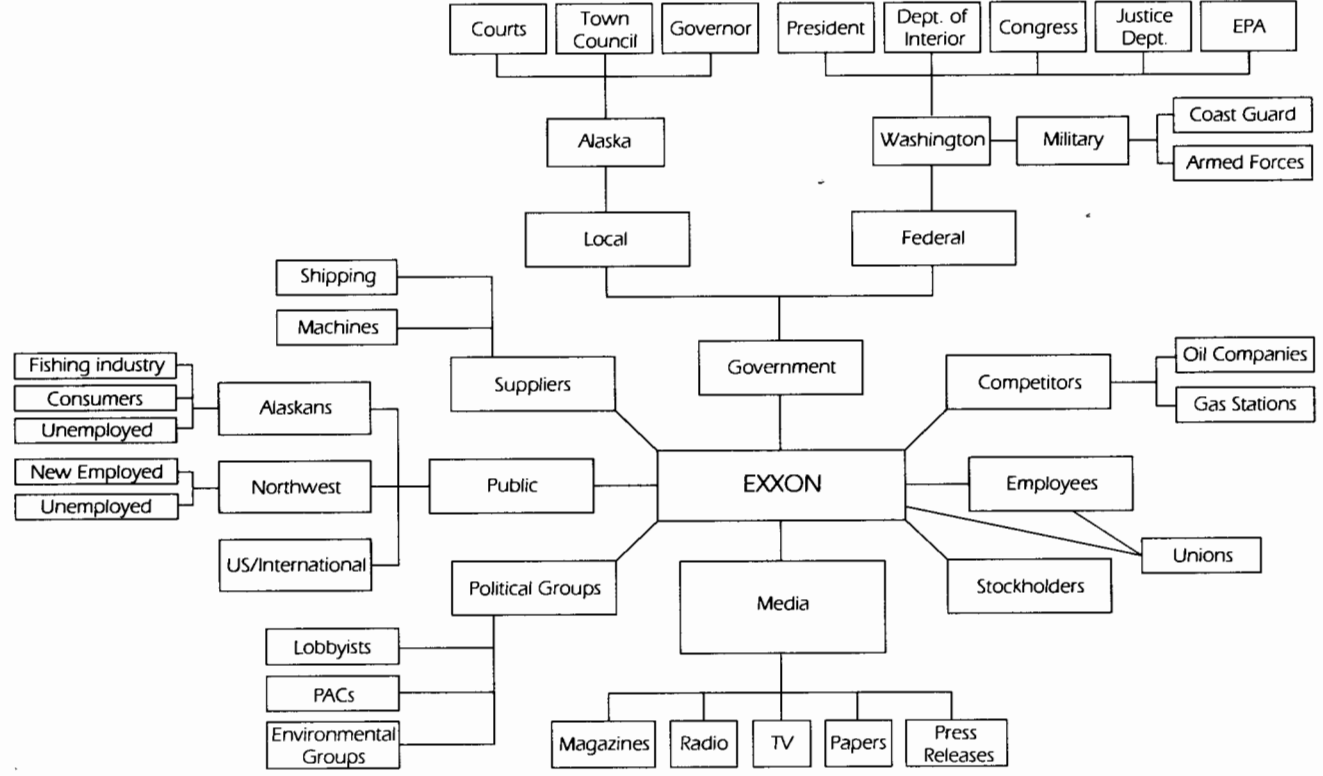 Courts
Town
Council
Governor
President
Dept. of
Interior
Congress
Justice
Dept.
EPA
Alaska
Washington
Military
Coast Guard
Armed Forces
Local
Federal
Shipping
Machines
Suppliers
Government
Competitors
Oil Companies
Gas Stations
Fishing industry
Consumers
Unemployed
Alaskans
New Employed
Unemployed
Northwest
Public
EXXON
Employees
US/International
Unions
Political Groups
Media
Stockholders
Lobbyists
PACs
Environmental
Groups
Magazines
Radio
TV
Papers
Press
Releases